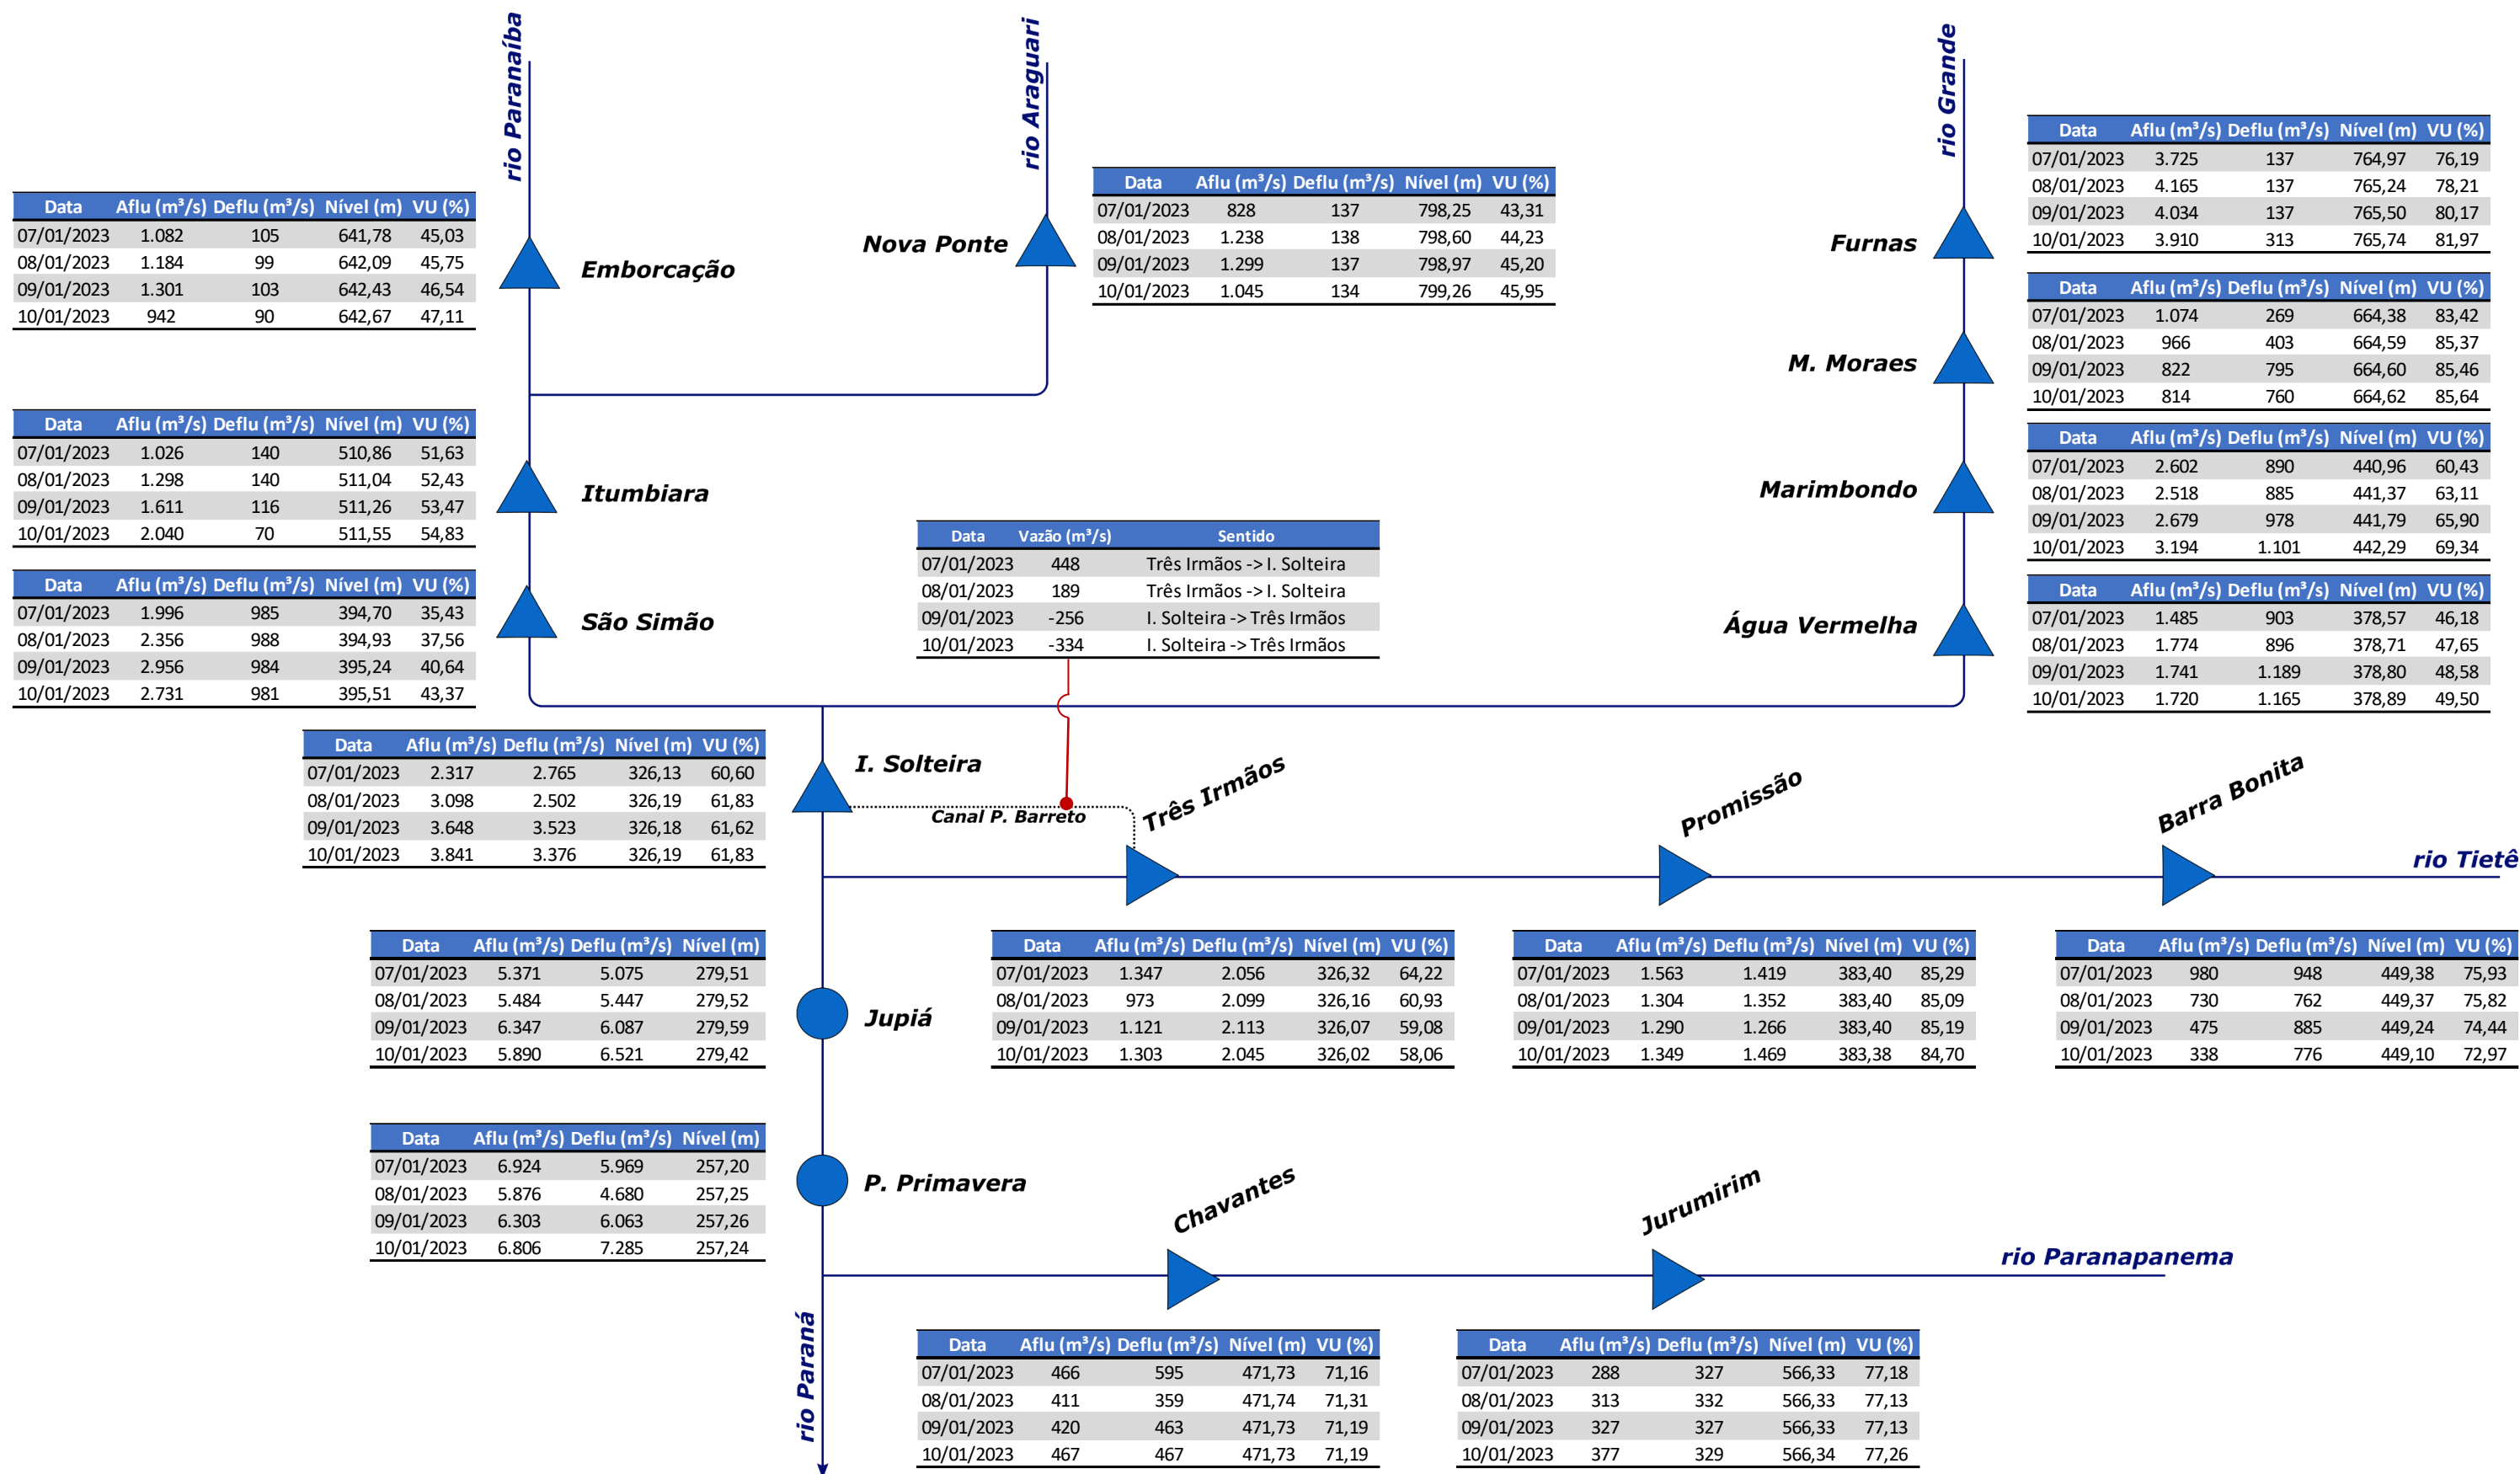 rio Paranaíba
rio Araguari
rio Grande
Data Aflu (m³/s) Deflu (m³/s) Nível (m) VU (%)
07/01/2023 3.725 137 764,97 76,19
08/01/2023 4.165 137 765,24 78,21
09/01/2023 4.034 137 765,50 80,17
10/01/2023 3.910 313 765,74 81,97
Furnas
Data Aflu (m³/s) Deflu (m³/s) Nível (m) VU (%)
07/01/2023 828 137 798,25 43,31
08/01/2023 1.238 138 798,60 44,23
09/01/2023 1.299 137 798,97 45,20
10/01/2023 1.045 134 799,26 45,95
Nova Ponte
Data Aflu (m³/s) Deflu (m³/s) Nível (m) VU (%)
07/01/2023 1.082 105 641,78 45,03
08/01/2023 1.184 99 642,09 45,75
09/01/2023 1.301 103 642,43 46,54
10/01/2023 942 90 642,67 47,11
Emborcação
Data Aflu (m³/s) Deflu (m³/s) Nível (m) VU (%)
07/01/2023 1.074 269 664,38 83,42
08/01/2023 966 403 664,59 85,37
09/01/2023 822 795 664,60 85,46
10/01/2023 814 760 664,62 85,64
M. Moraes
Data Aflu (m³/s) Deflu (m³/s) Nível (m) VU (%)
07/01/2023 1.026 140 510,86 51,63
08/01/2023 1.298 140 511,04 52,43
09/01/2023 1.611 116 511,26 53,47
10/01/2023 2.040 70 511,55 54,83
Itumbiara
Data Aflu (m³/s) Deflu (m³/s) Nível (m) VU (%)
07/01/2023 2.602 890 440,96 60,43
08/01/2023 2.518 885 441,37 63,11
09/01/2023 2.679 978 441,79 65,90
10/01/2023 3.194 1.101 442,29 69,34
Marimbondo
Data Vazão (m³/s) Sentido
07/01/2023 448 Três Irmãos -> I. Solteira
08/01/2023 189 Três Irmãos -> I. Solteira
09/01/2023 -256 I. Solteira -> Três Irmãos
10/01/2023 -334 I. Solteira -> Três Irmãos
Data Aflu (m³/s) Deflu (m³/s) Nível (m) VU (%)
07/01/2023 1.996 985 394,70 35,43
08/01/2023 2.356 988 394,93 37,56
09/01/2023 2.956 984 395,24 40,64
10/01/2023 2.731 981 395,51 43,37
São Simão
Data Aflu (m³/s) Deflu (m³/s) Nível (m) VU (%)
07/01/2023 1.485 903 378,57 46,18
08/01/2023 1.774 896 378,71 47,65
09/01/2023 1.741 1.189 378,80 48,58
10/01/2023 1.720 1.165 378,89 49,50
Água Vermelha
Data Aflu (m³/s) Deflu (m³/s) Nível (m) VU (%)
07/01/2023 2.317 2.765 326,13 60,60
08/01/2023 3.098 2.502 326,19 61,83
09/01/2023 3.648 3.523 326,18 61,62
10/01/2023 3.841 3.376 326,19 61,83
I. Solteira
Canal P. Barreto
Três Irmãos
Promissão
Barra Bonita
rio Tietê
Data Aflu (m³/s) Deflu (m³/s) Nível (m)
07/01/2023 5.371 5.075 279,51
08/01/2023 5.484 5.447 279,52
09/01/2023 6.347 6.087 279,59
10/01/2023 5.890 6.521 279,42
Jupiá
Data Aflu (m³/s) Deflu (m³/s) Nível (m) VU (%)
07/01/2023 1.347 2.056 326,32 64,22
08/01/2023 973 2.099 326,16 60,93
09/01/2023 1.121 2.113 326,07 59,08
10/01/2023 1.303 2.045 326,02 58,06
Data Aflu (m³/s) Deflu (m³/s) Nível (m) VU (%)
07/01/2023 1.563 1.419 383,40 85,29
08/01/2023 1.304 1.352 383,40 85,09
09/01/2023 1.290 1.266 383,40 85,19
10/01/2023 1.349 1.469 383,38 84,70
Data Aflu (m³/s) Deflu (m³/s) Nível (m) VU (%)
07/01/2023 980 948 449,38 75,93
08/01/2023 730 762 449,37 75,82
09/01/2023 475 885 449,24 74,44
10/01/2023 338 776 449,10 72,97
Data Aflu (m³/s) Deflu (m³/s) Nível (m)
07/01/2023 6.924 5.969 257,20
08/01/2023 5.876 4.680 257,25
09/01/2023 6.303 6.063 257,26
10/01/2023 6.806 7.285 257,24
P. Primavera
Chavantes
Jurumirim
rio Paranapanema
rio Paraná
Data Aflu (m³/s) Deflu (m³/s) Nível (m) VU (%)
07/01/2023 466 595 471,73 71,16
08/01/2023 411 359 471,74 71,31
09/01/2023 420 463 471,73 71,19
10/01/2023 467 467 471,73 71,19
Data Aflu (m³/s) Deflu (m³/s) Nível (m) VU (%)
07/01/2023 288 327 566,33 77,18
08/01/2023 313 332 566,33 77,13
09/01/2023 327 327 566,33 77,13
10/01/2023 377 329 566,34 77,26